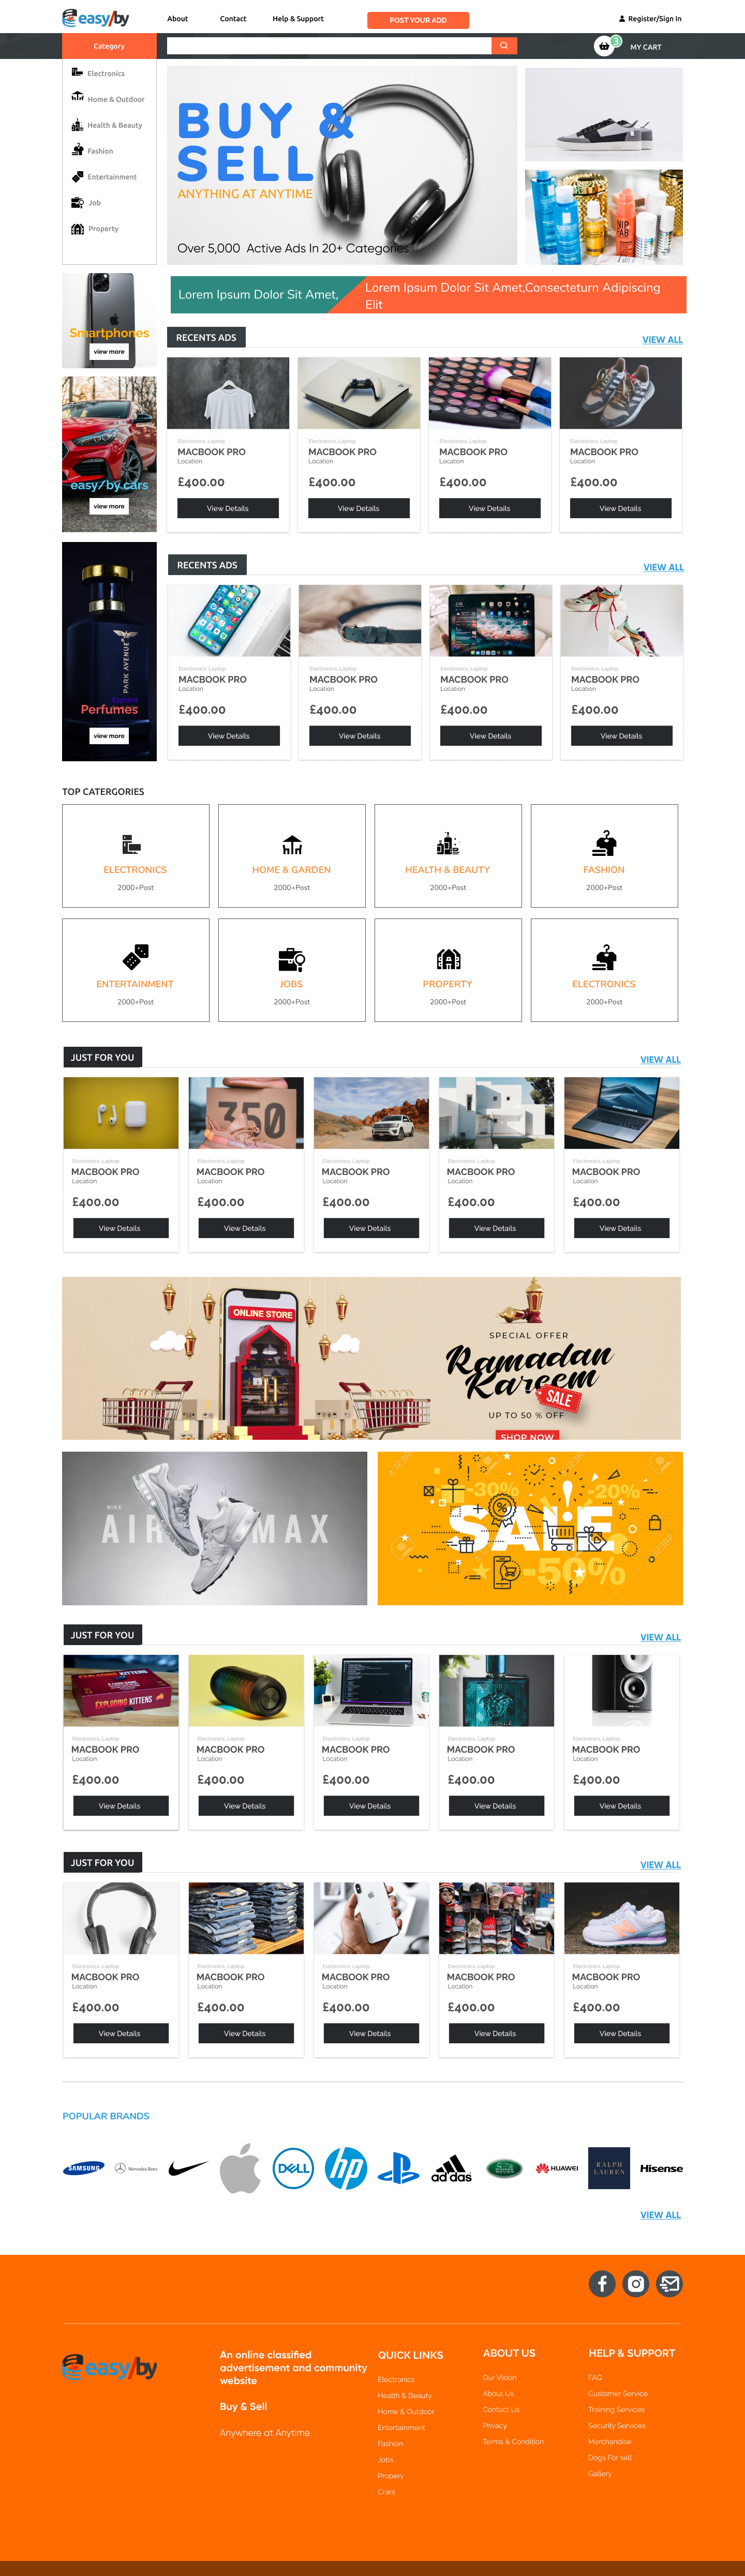 easy/by
About
Contact
Help & Support
POST YOUR ADD
Register/Sign In
Category
3
MY CART
Electronics
Home & Outdoor
Health & Beauty
Fashion
Entertainment
Job
Property
BUY &
SELL
ANYTHING AT ANYTIME
Over 5,000 Active Ads In 20+ Categories
NIP
FAB
Lorem Ipsum Dolor Sit Amet,
Lorem Ipsum Dolor Sit Amet,Consecteturn Adipiscing
Elit
Smartphones
view more
easy/by cars
view more
PARK AVENUE
Perfumes
view more
RECENTS ADS
VIEW ALL
Electronics, Laptop
MACBOOK PRO
Location
£400.00
View Details
Electronics, Laptop
MACBOOK PRO
Location
£400.00
View Details
Electronics, Laptop
MACBOOK PRO
Location
£400.00
View Details
Electronics, Laptop
MACBOOK PRO
Location
£400.00
View Details
RECENTS ADS
VIEW ALL
Electronics, Laptop
MACBOOK PRO
Location
£400.00
View Details
Electronics, Laptop
MACBOOK PRO
Location
£400.00
View Details
Electronics, Laptop
MACBOOK PRO
Location
£400.00
View Details
Electronics, Laptop
MACBOOK PRO
Location
£400.00
View Details
TOP CATERGORIES
ELECTRONICS
2000+Post
HOME & GARDEN
2000+Post
HEALTH & BEAUTY
2000+Post
FASHION
2000+Post
ENTERTAINMENT
2000+Post
JOBS
2000+Post
PROPERTY
2000+Post
ELECTRONICS
2000+Post
JUST FOR YOU
VIEW ALL
350
Electronics, Laptop
MACBOOK PRO
Location
£400.00
View Details
Electronics, Laptop
MACBOOK PRO
Location
£400.00
View Details
Electronics, Laptop
MACBOOK PRO
Location
£400.00
View Details
Electronics, Laptop
MACBOOK PRO
Location
£400.00
View Details
Electronics, Laptop
MACBOOK PRO
Location
£400.00
View Details
ONLINE STORE
SPECIAL OFFER
Ramadan
Kareem
SALE
UP TO 50 % OFF
SHOP NOW
NIKE
AIR MAX
-30%
-20%
SALE
-50%
123RF
JUST FOR YOU
VIEW ALL
EXPLODING KITTENS
EXPLODING
KITTENS
Electronics, Laptop
MACBOOK PRO
Location
£400.00
View Details
Electronics, Laptop
MACBOOK PRO
Location
£400.00
View Details
Electronics, Laptop
MACBOOK PRO
Location
£400.00
View Details
Electronics, Laptop
MACBOOK PRO
Location
£400.00
View Details
Electronics, Laptop
MACBOOK PRO
Location
£400.00
View Details
JUST FOR YOU
VIEW ALL
Electronics, Laptop
MACBOOK PRO
Location
£400.00
View Details
Electronics, Laptop
MACBOOK PRO
Location
£400.00
View Details
Electronics, Laptop
MACBOOK PRO
Location
£400.00
View Details
Electronics, Laptop
MACBOOK PRO
Location
£400.00
View Details
Electronics, Laptop
MACBOOK PRO
Location
£400.00
View Details
POPULAR BRANDS
SAMSUNG
Mercedes-Benz
DELL
hp
adidas
HUAWEI
RALPH
LAUREN
Hisense
VIEW ALL
easy/by
An online classified
advertisement and community
website
Buy & Sell
Anywhere at Anytime
QUICK LINKS
Electronics
Health & Beauty
Home & Outdoor
Entertainment
Fashion
Jobs
Propery
Crars
ABOUT US
Our Vision
About Us
Contact Us
Privacy
Terms & Condition
HELP & SUPPORT
FAQ
Customer Service
Training Services
Security Services
Merchandise
Dogs For sell
Gallery